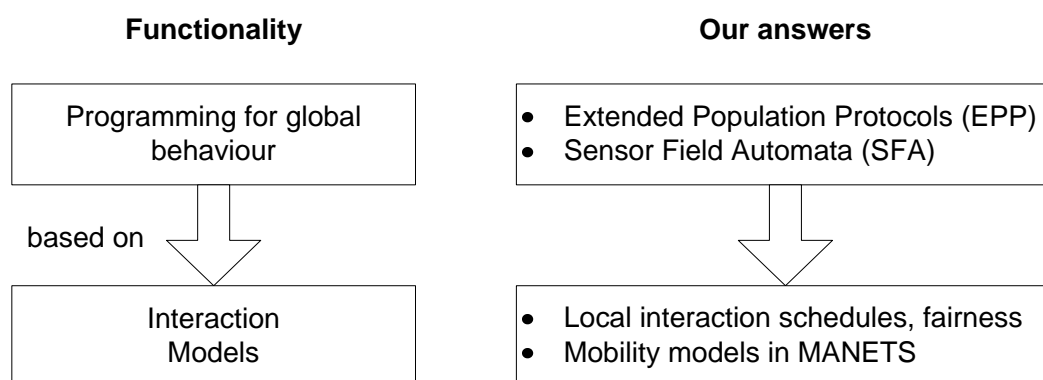 Functionality
Our answers
Programming for global
behaviour
• Extended Population Protocols (EPP)
• Sensor Field Automata (SFA)
based on
Interaction
Models
• Local interaction schedules, fairness
• Mobility models in MANETS